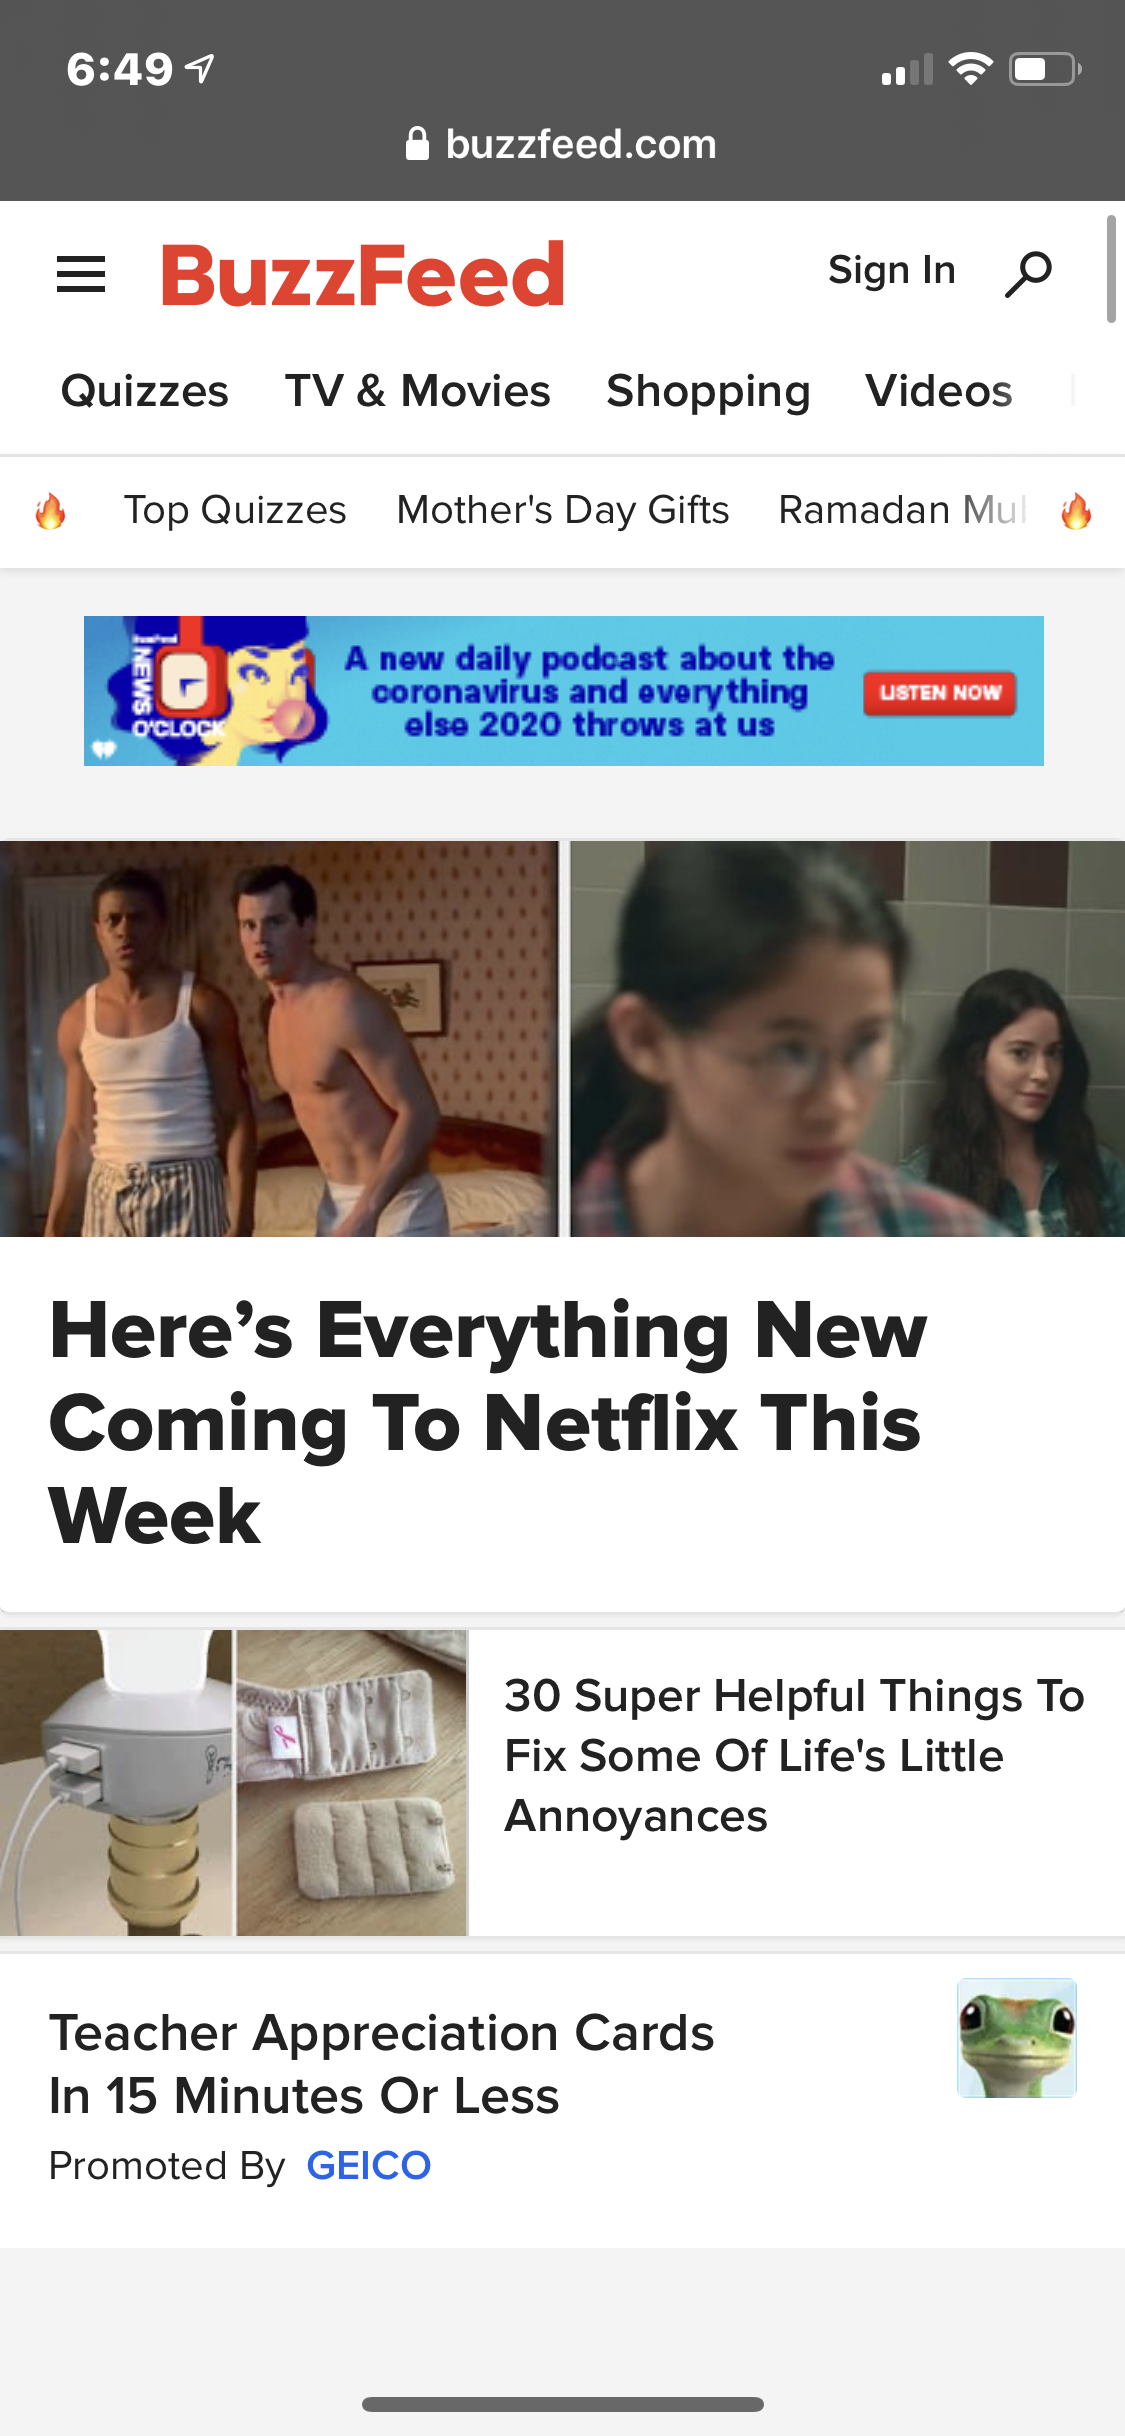 6:49
buzzfeed.com
BuzzFeed
Sign In
Quizzes TV & Movies Shopping Videos
Top Quizzes Mother's Day Gifts Ramadan
NEWS
O'CLOCK
A new daily podcast about the
coronavirus and everything
else 2020 throws at us
LISTEN NOW
Here’s Everything New
Coming To Netflix This
Week
30 Super Helpful Things To
Fix Some Of Life's Little
Annoyances
Teacher Appreciation Cards
In 15 Minutes Or Less
Promoted By GEICO